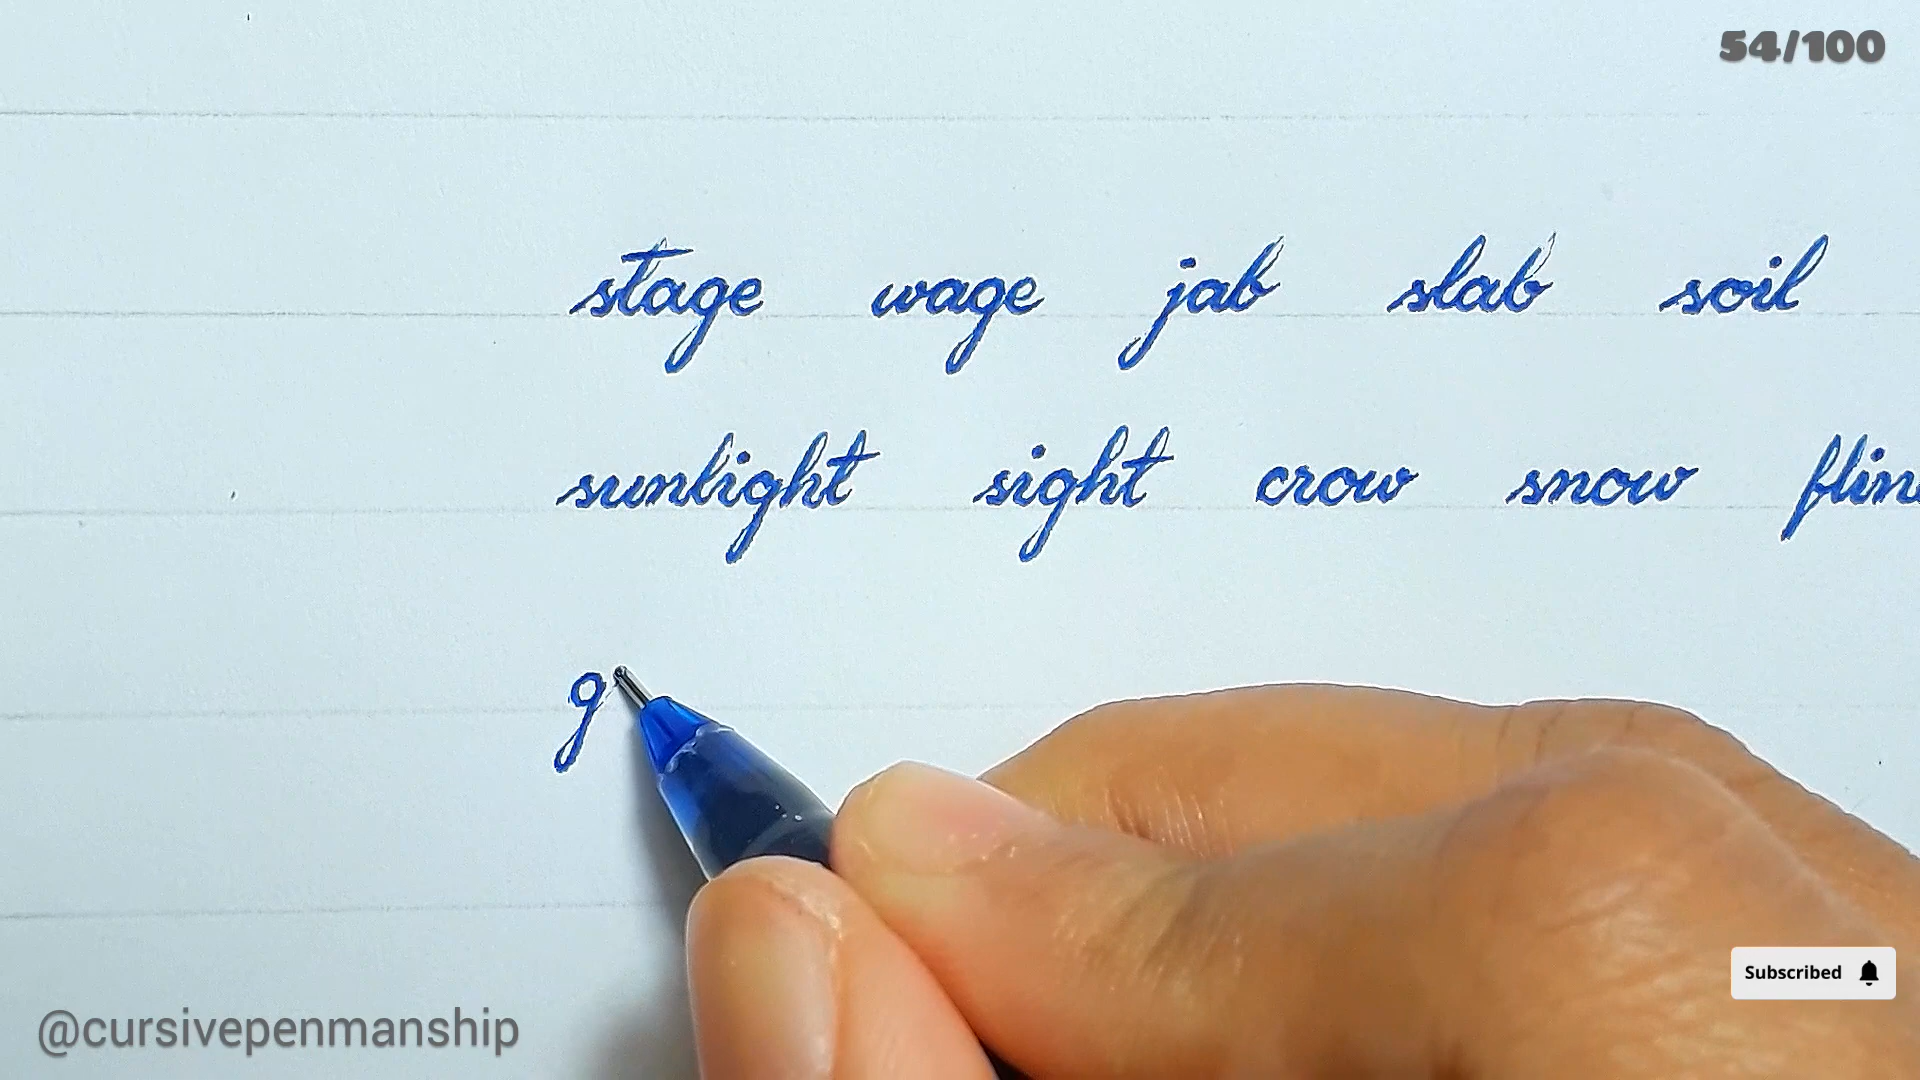 54/100
stage wage jab slab soil
sunlight sight crow snow
g
Subscribed
@cursivepenmanship